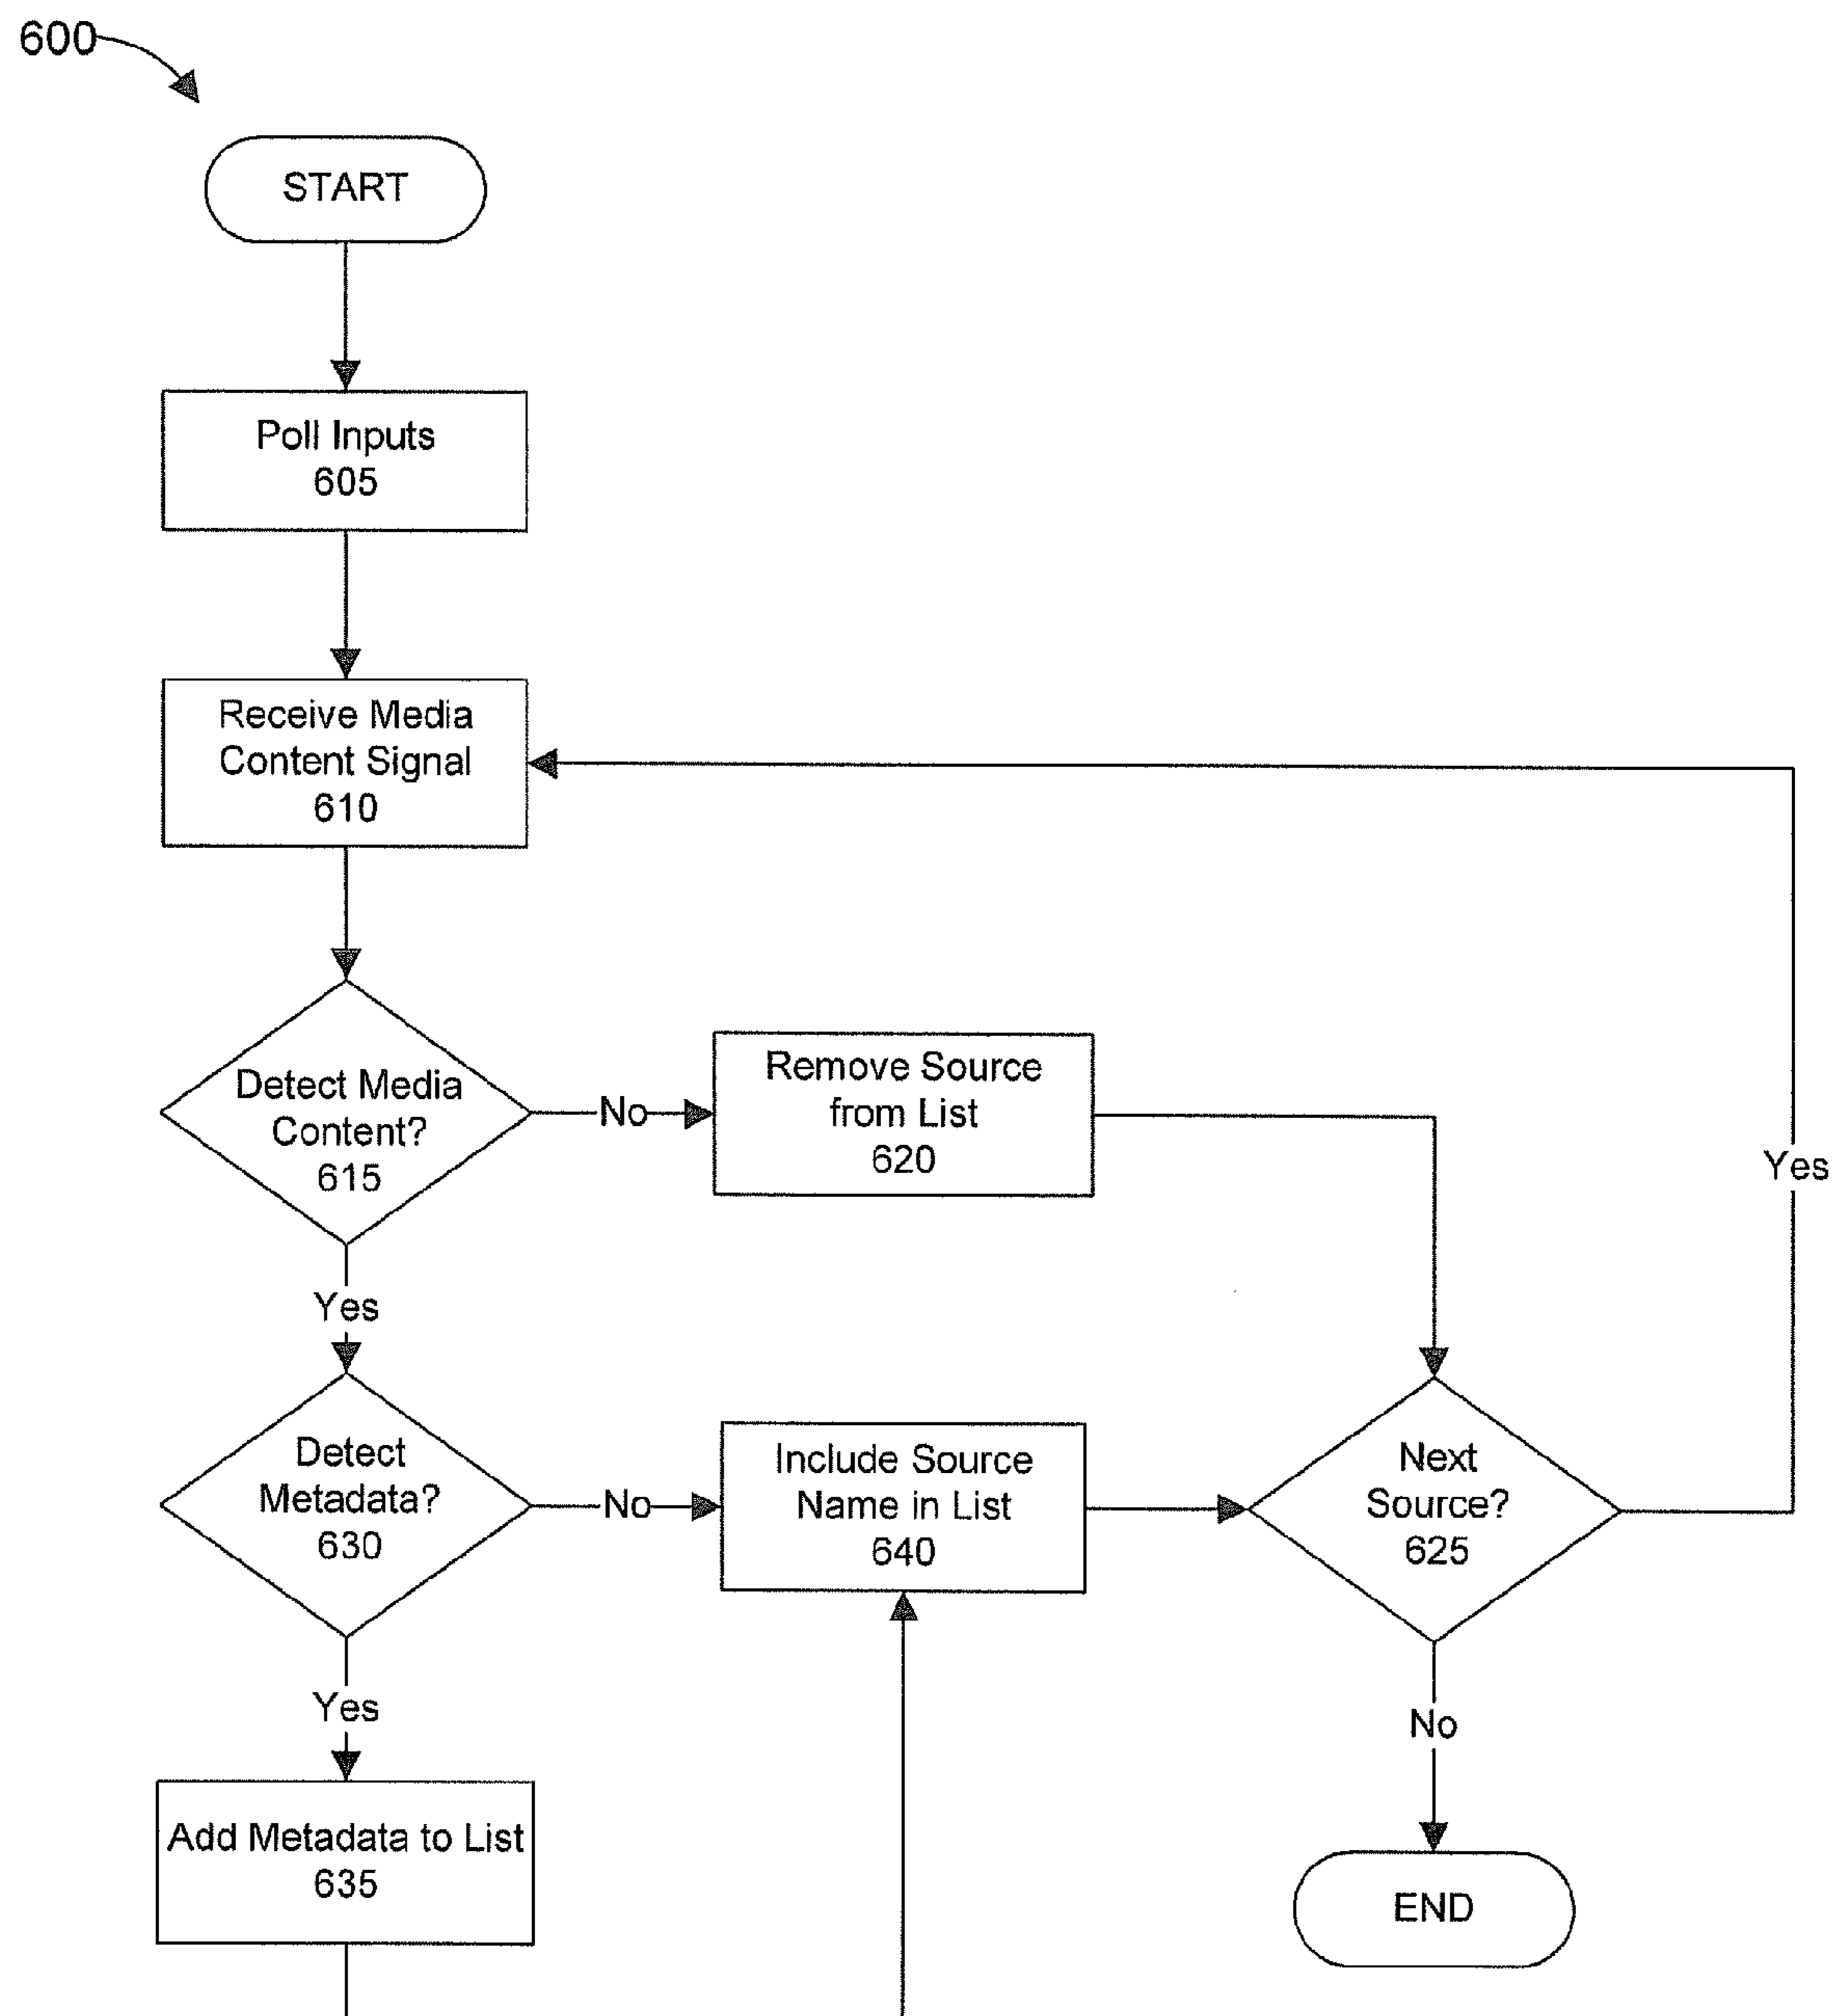 600
START
Poll Inputs
605
Receive Media
Content Signal
610
Detect Media
Content?
615
No
Remove Source
from List
620
Yes
Yes
Detect
Metadata?
630
No
Include Source
Name in List
640
Next
Source?
625
Yes
No
Add Metadata to List
635
END